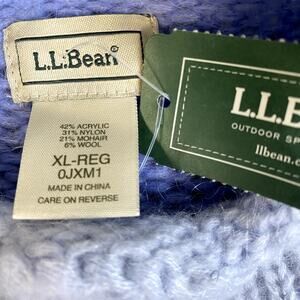 L.L.Bean®
42% ACRYLIC
31% NYLON
21% MOHAIR
6% WOOL
XL-REG
0JXM1
MADE IN CHINA
CARE ON REVERSE
L.L.B
OUTDOOR SP
llbean.c